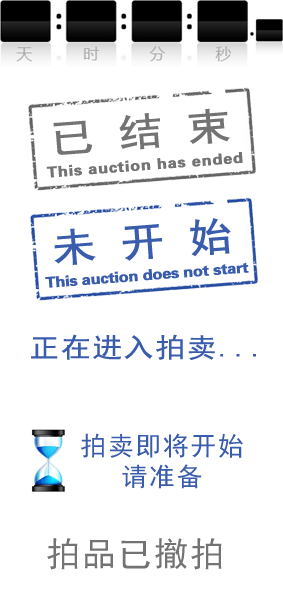 天 时 分 秒
已结束
This auction has ended
未开始
This auction does not start
正在进入拍卖...
拍卖即将开始
请准备
拍品已撤拍